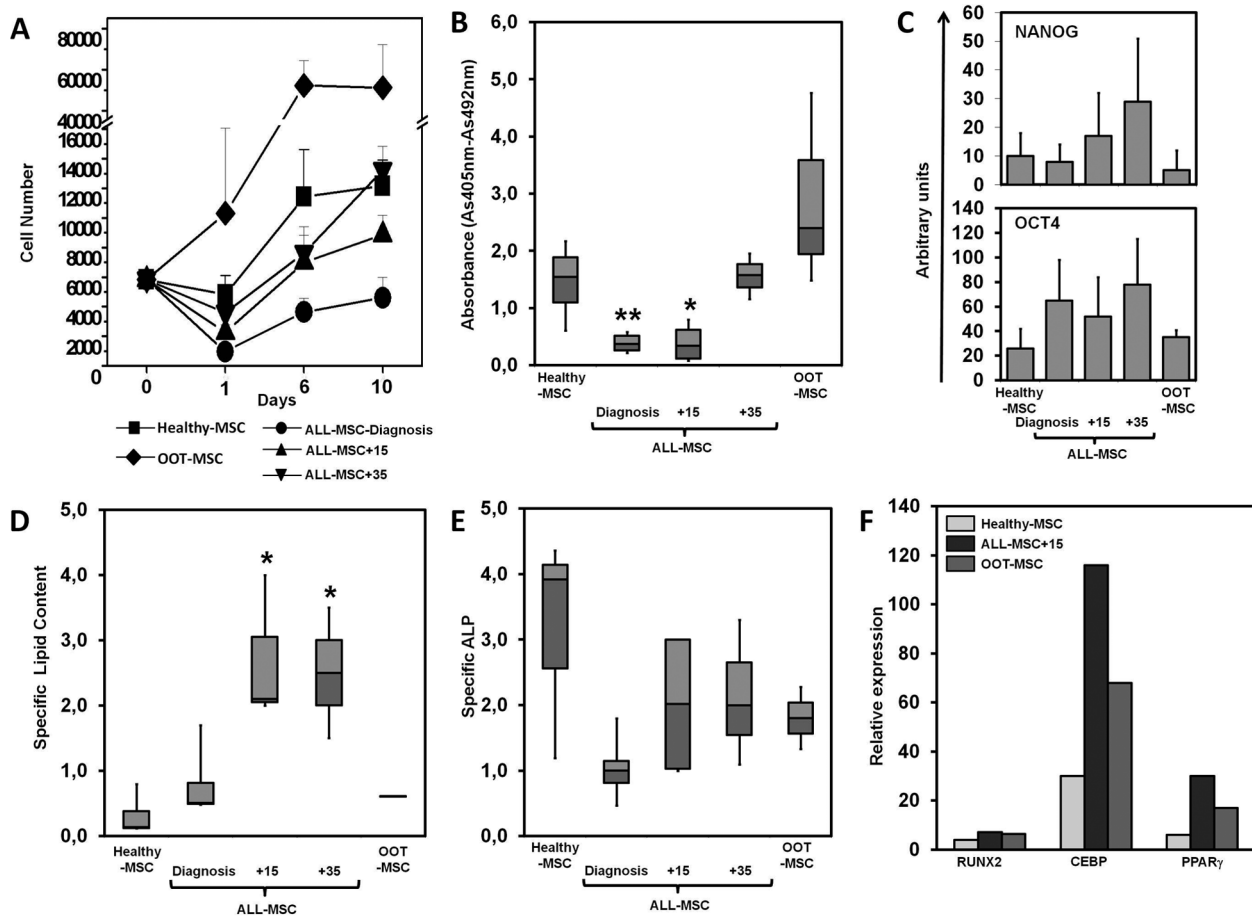 A
80000
60000
40000
16000
14000
12000
10000
8000
6000
4000
2000
0
Cell Number
0 1 6 10
Days
Healthy-MSC
OOT-MSC
ALL-MSC-Diagnosis
ALL-MSC+15
ALL-MSC+35
B
Absorbance (As405nm-As492nm)
6,0
5,0
4,0
3,0
2,0
1,0
0,0
** *
Healthy
-MSC
Diagnosis +15 +35
OOT
-MSC
ALL-MSC
C
Arbitrary units
NANOG
60
50
40
30
20
10
0
OCT4
140
120
100
80
60
40
20
0
Healthy
-MSC
Diagnosis +15 +35
OOT
-MSC
ALL-MSC
D
Specific Lipid Content
5,0
4,0
3,0
2,0
1,0
0,0
* *
Healthy
-MSC
Diagnosis +15 +35
OOT
-MSC
ALL-MSC
E
Specific ALP
5,0
4,0
3,0
2,0
1,0
0,0
Healthy
-MSC
Diagnosis +15 +35
OOT
-MSC
ALL-MSC
F
Relative expression
140
120
100
80
60
40
20
0
Healthy-MSC
ALL-MSC+15
OOT-MSC
RUNX2 CEBP PPARγ